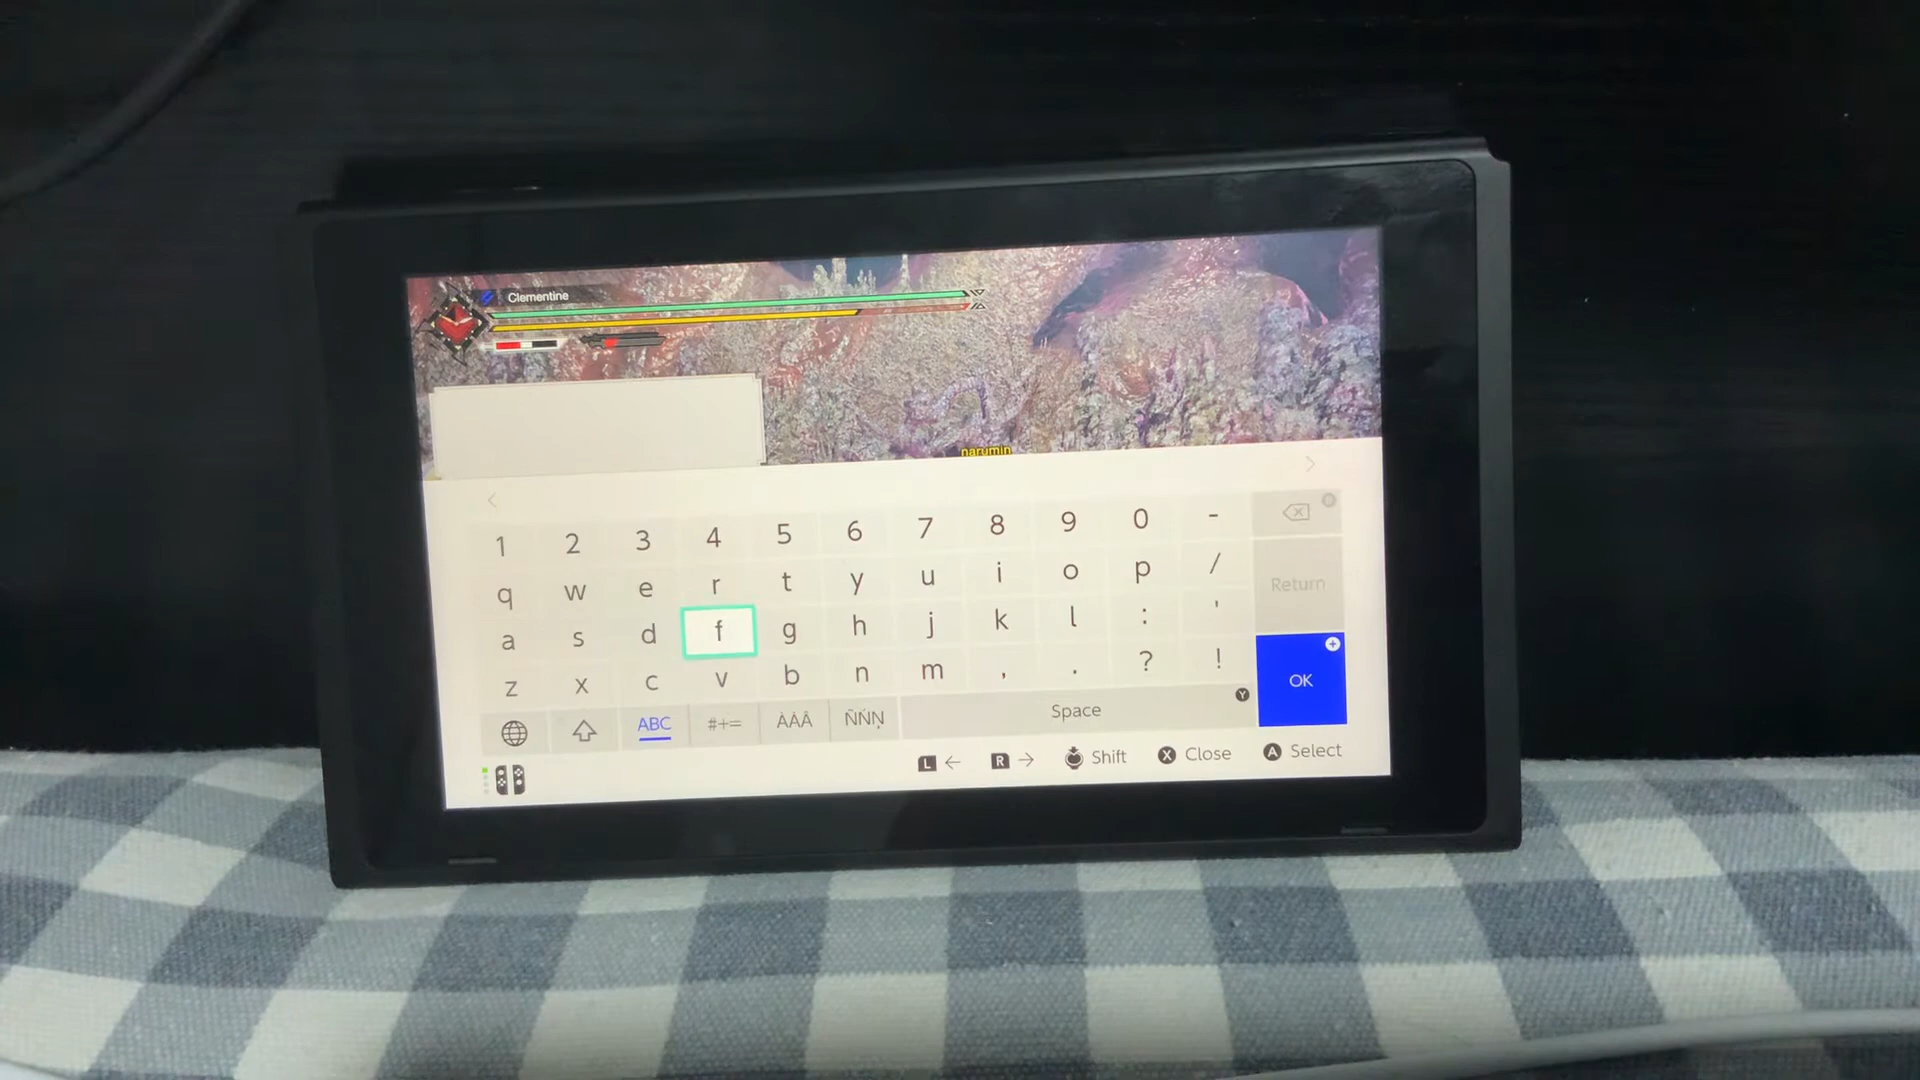 Clementine
narumin
1 2 3 4 5 6 7 8 9 0 -
q w e r t y u i o p / Return
a s d f g h j k l : '
z x c v b n m , . ? ! OK
ABC #+= ÀÁÂ ÑŃŅ Space Y
L ← R → Shift X Close A Select